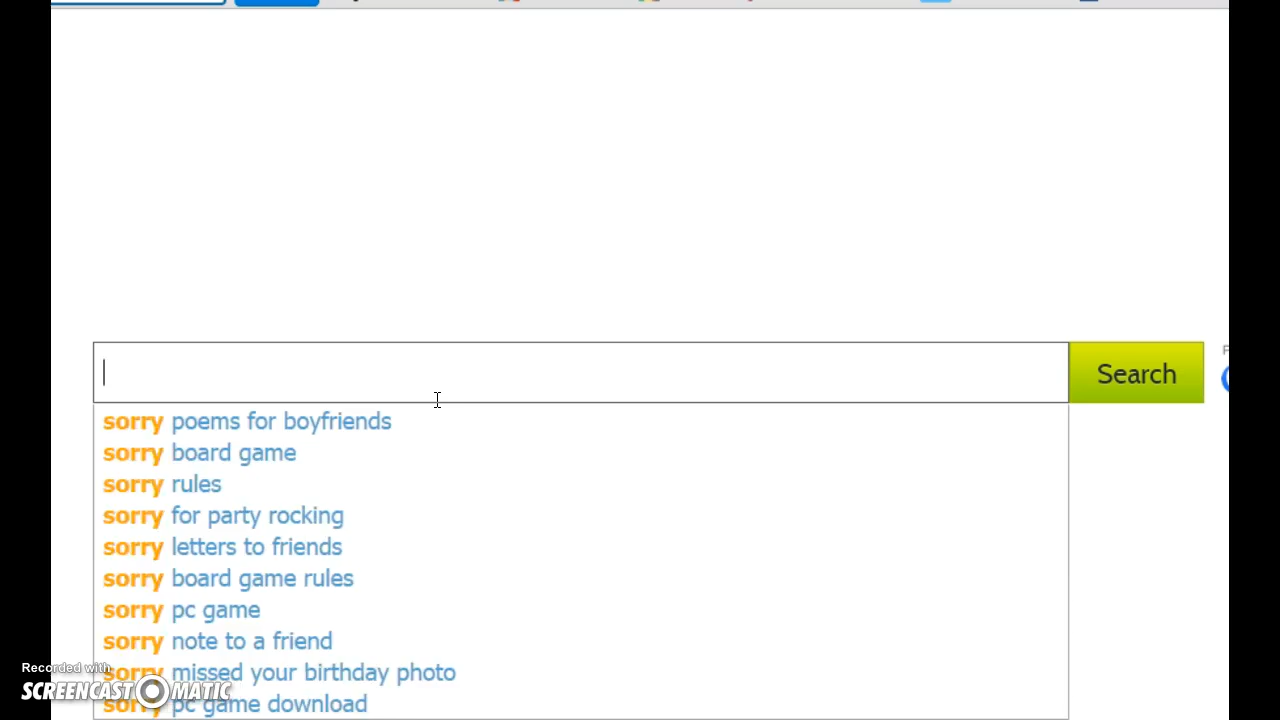 Search
sorry poems for boyfriends
sorry board game
sorry rules
sorry for party rocking
sorry letters to friends
sorry board game rules
sorry pc game
sorry note to a friend
sorry missed your birthday photo
sorry pc game download
Recorded with
SCREENCAST-O-MATIC